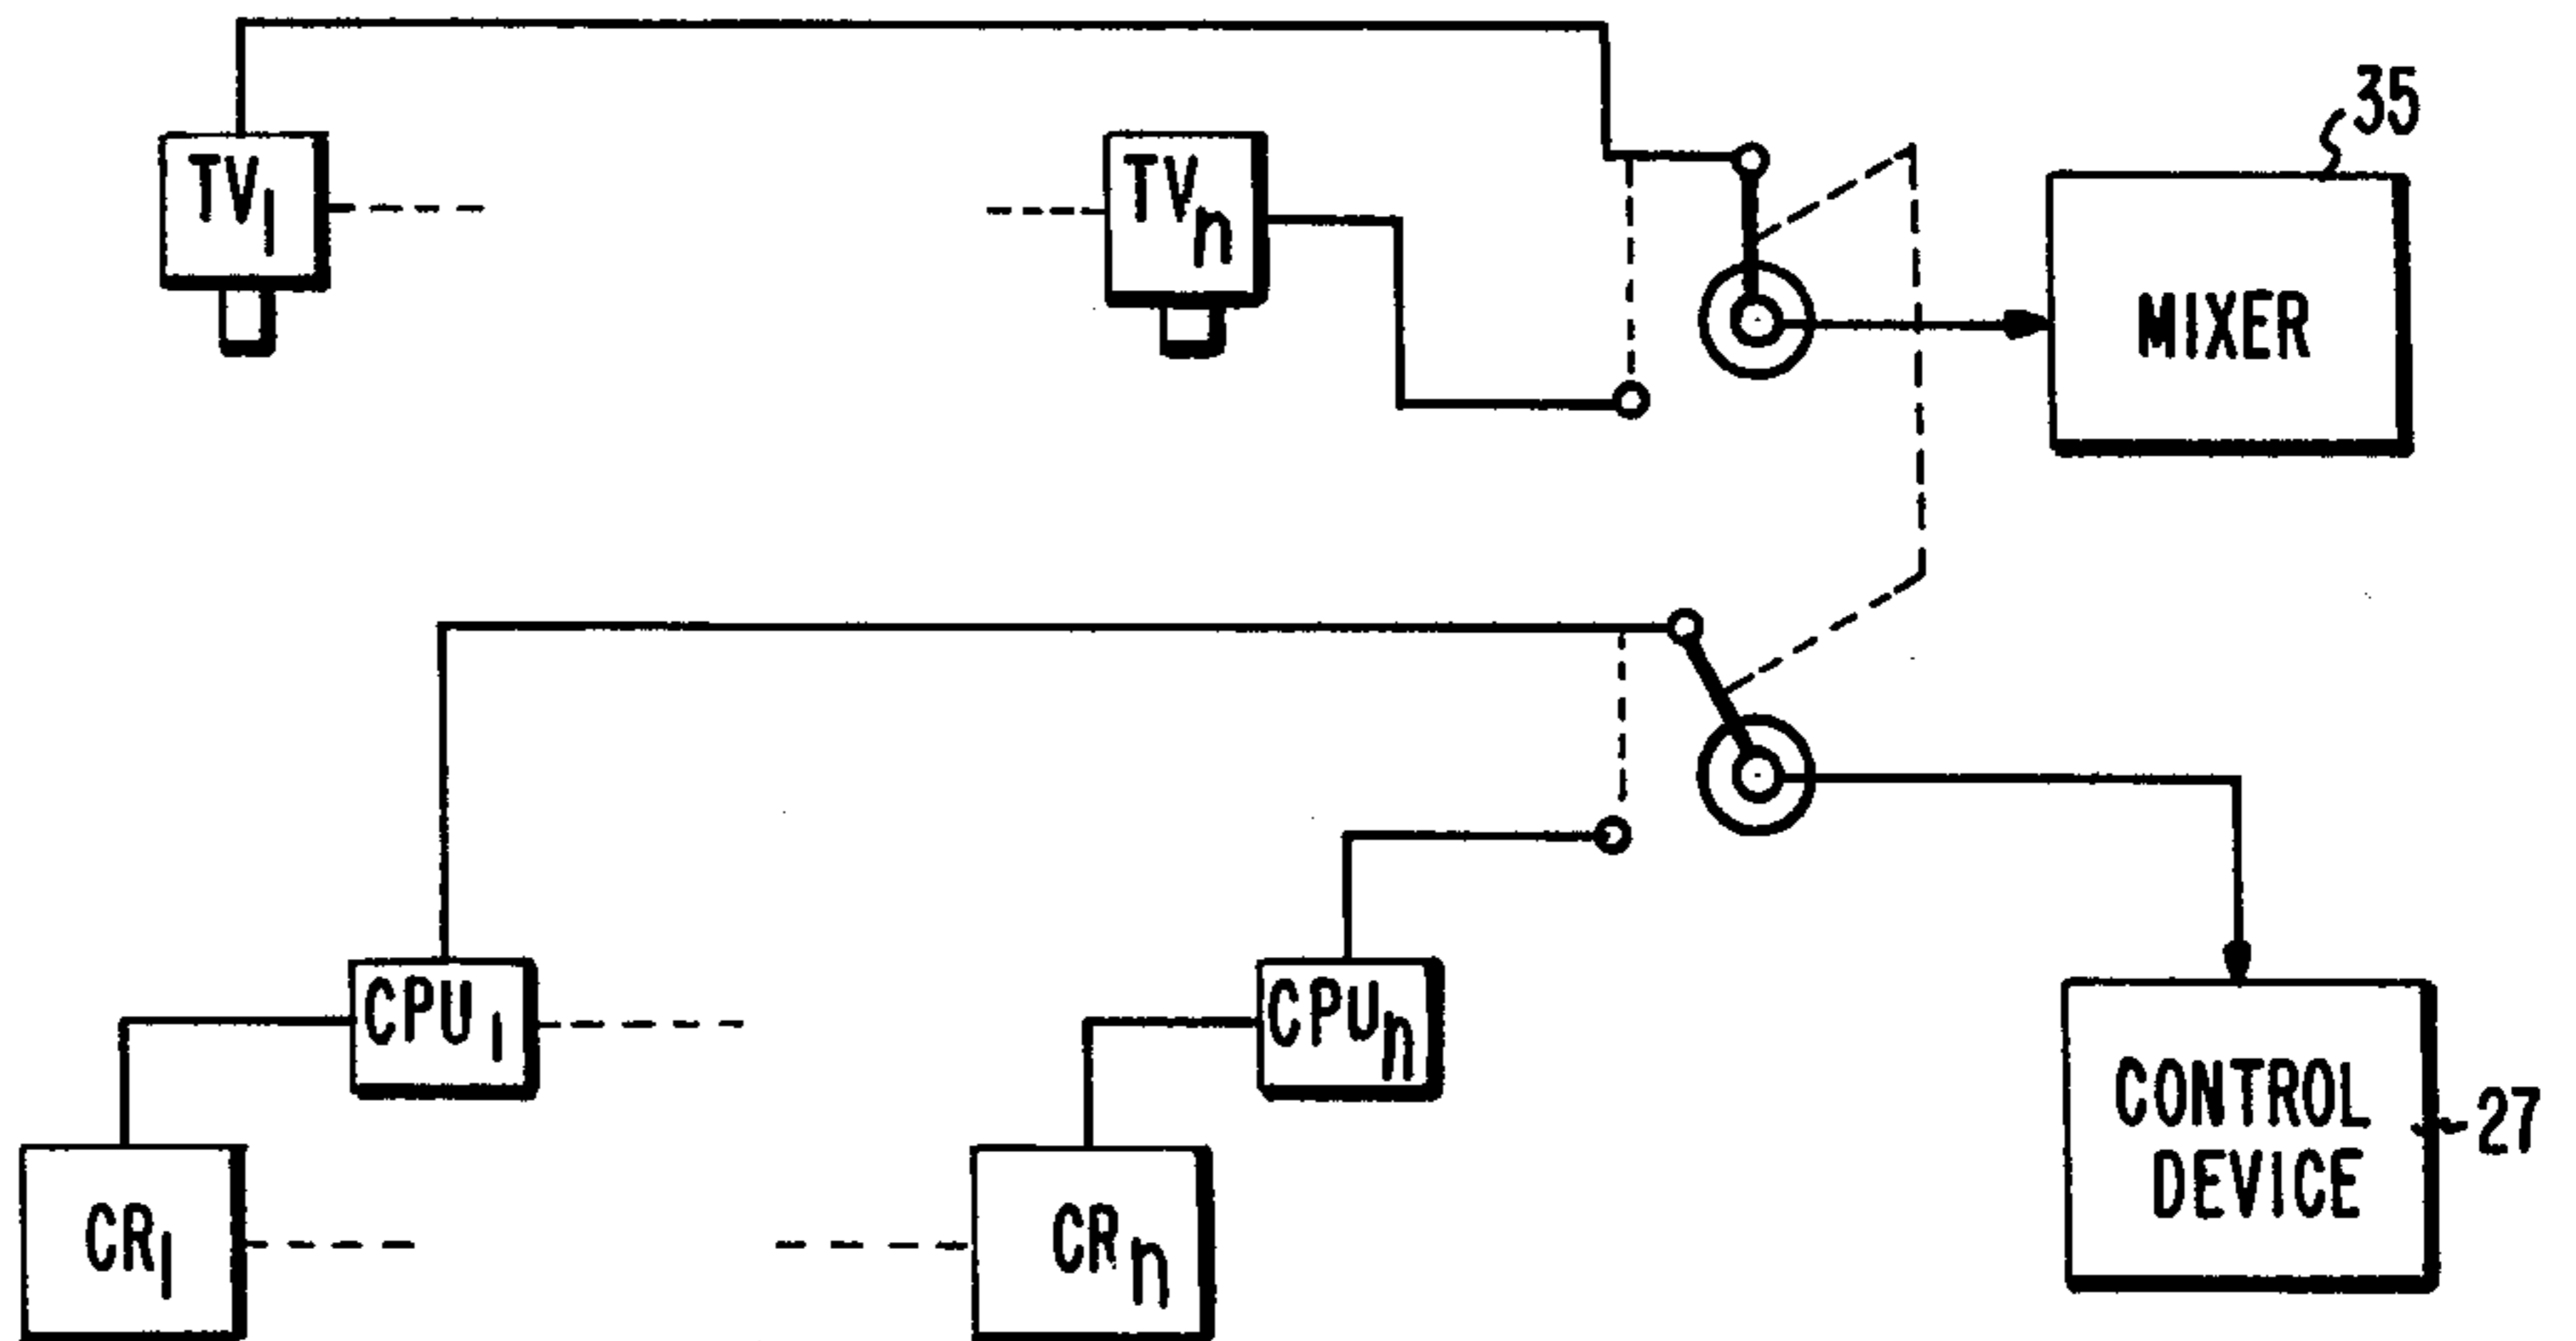 35
TV1
TVn
MIXER
CPU1
CPUn
CONTROL
DEVICE
27
CR1
CRn